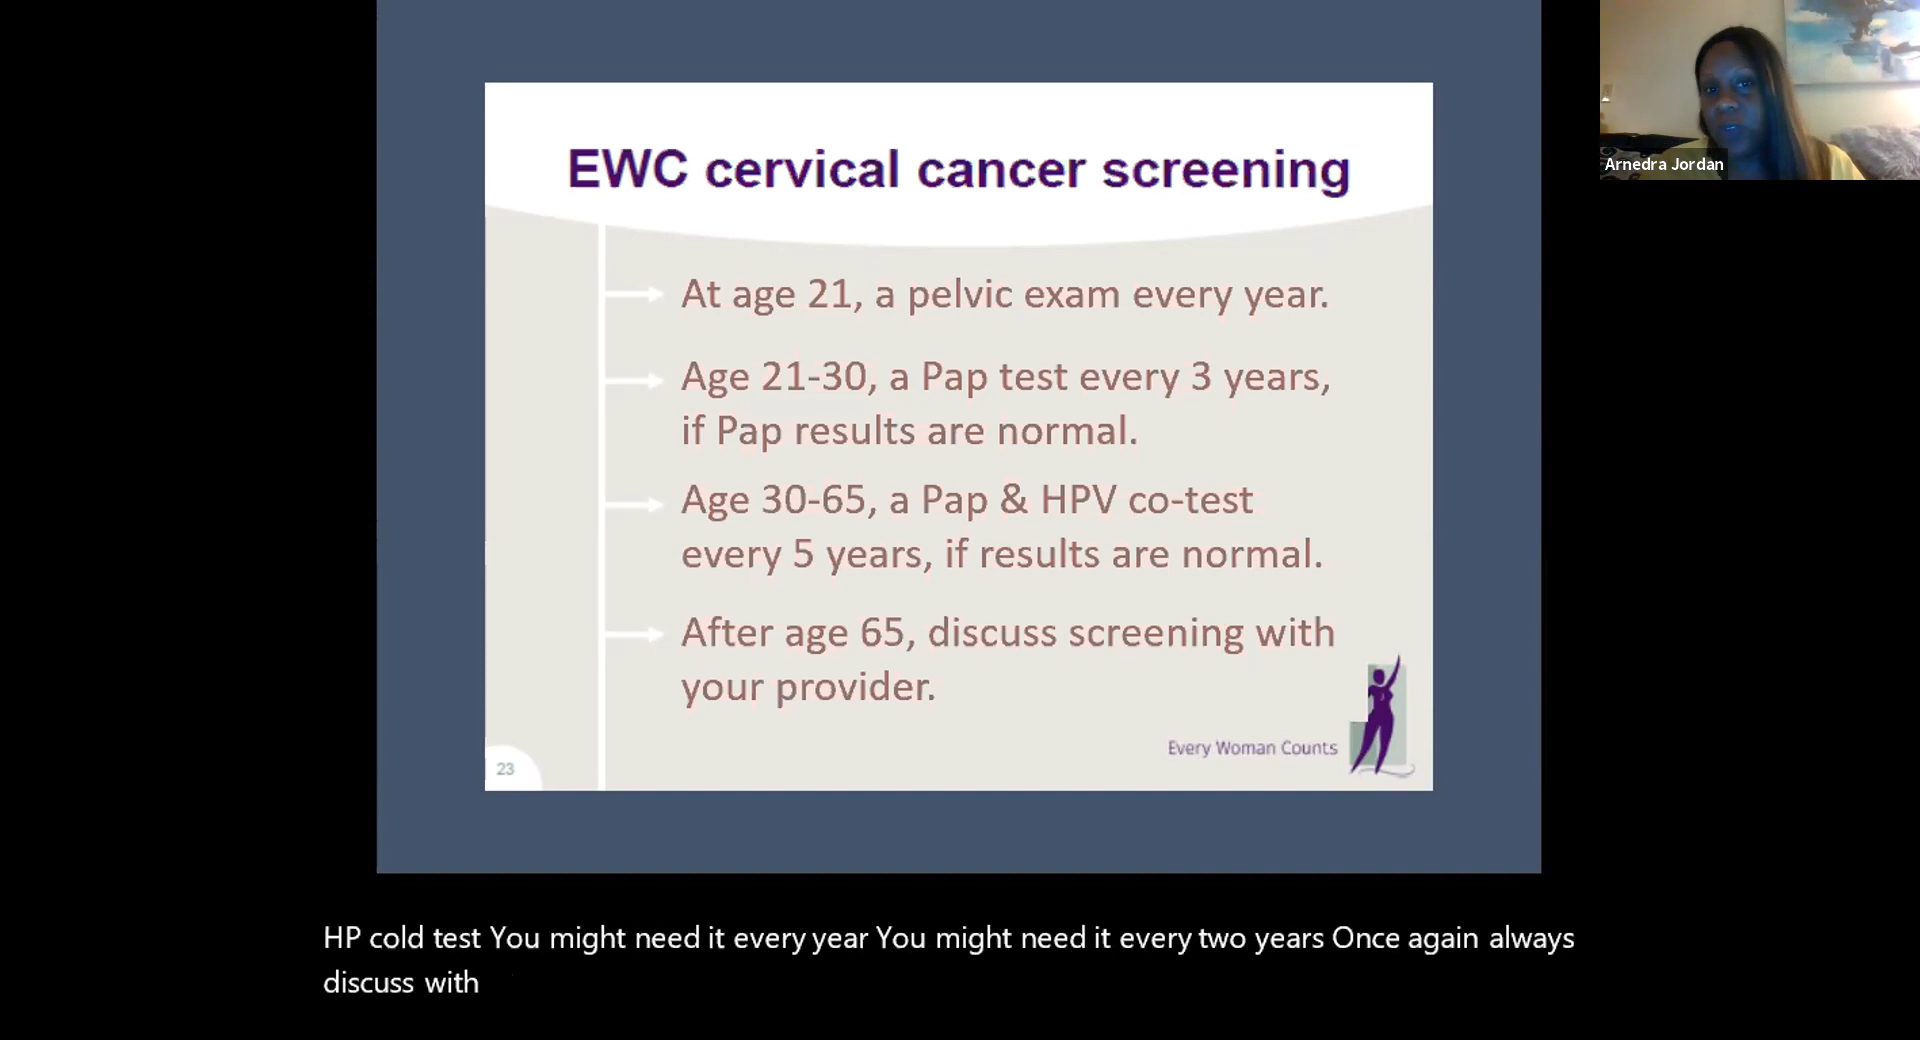 EWC cervical cancer screening
At age 21, a pelvic exam every year.
Age 21-30, a Pap test every 3 years,
if Pap results are normal.
Age 30-65, a Pap & HPV co-test
every 5 years, if results are normal.
After age 65, discuss screening with
your provider.
Every Woman Counts
23
Arnedra Jordan
HP cold test You might need it every year You might need it every two years Once again always
discuss with